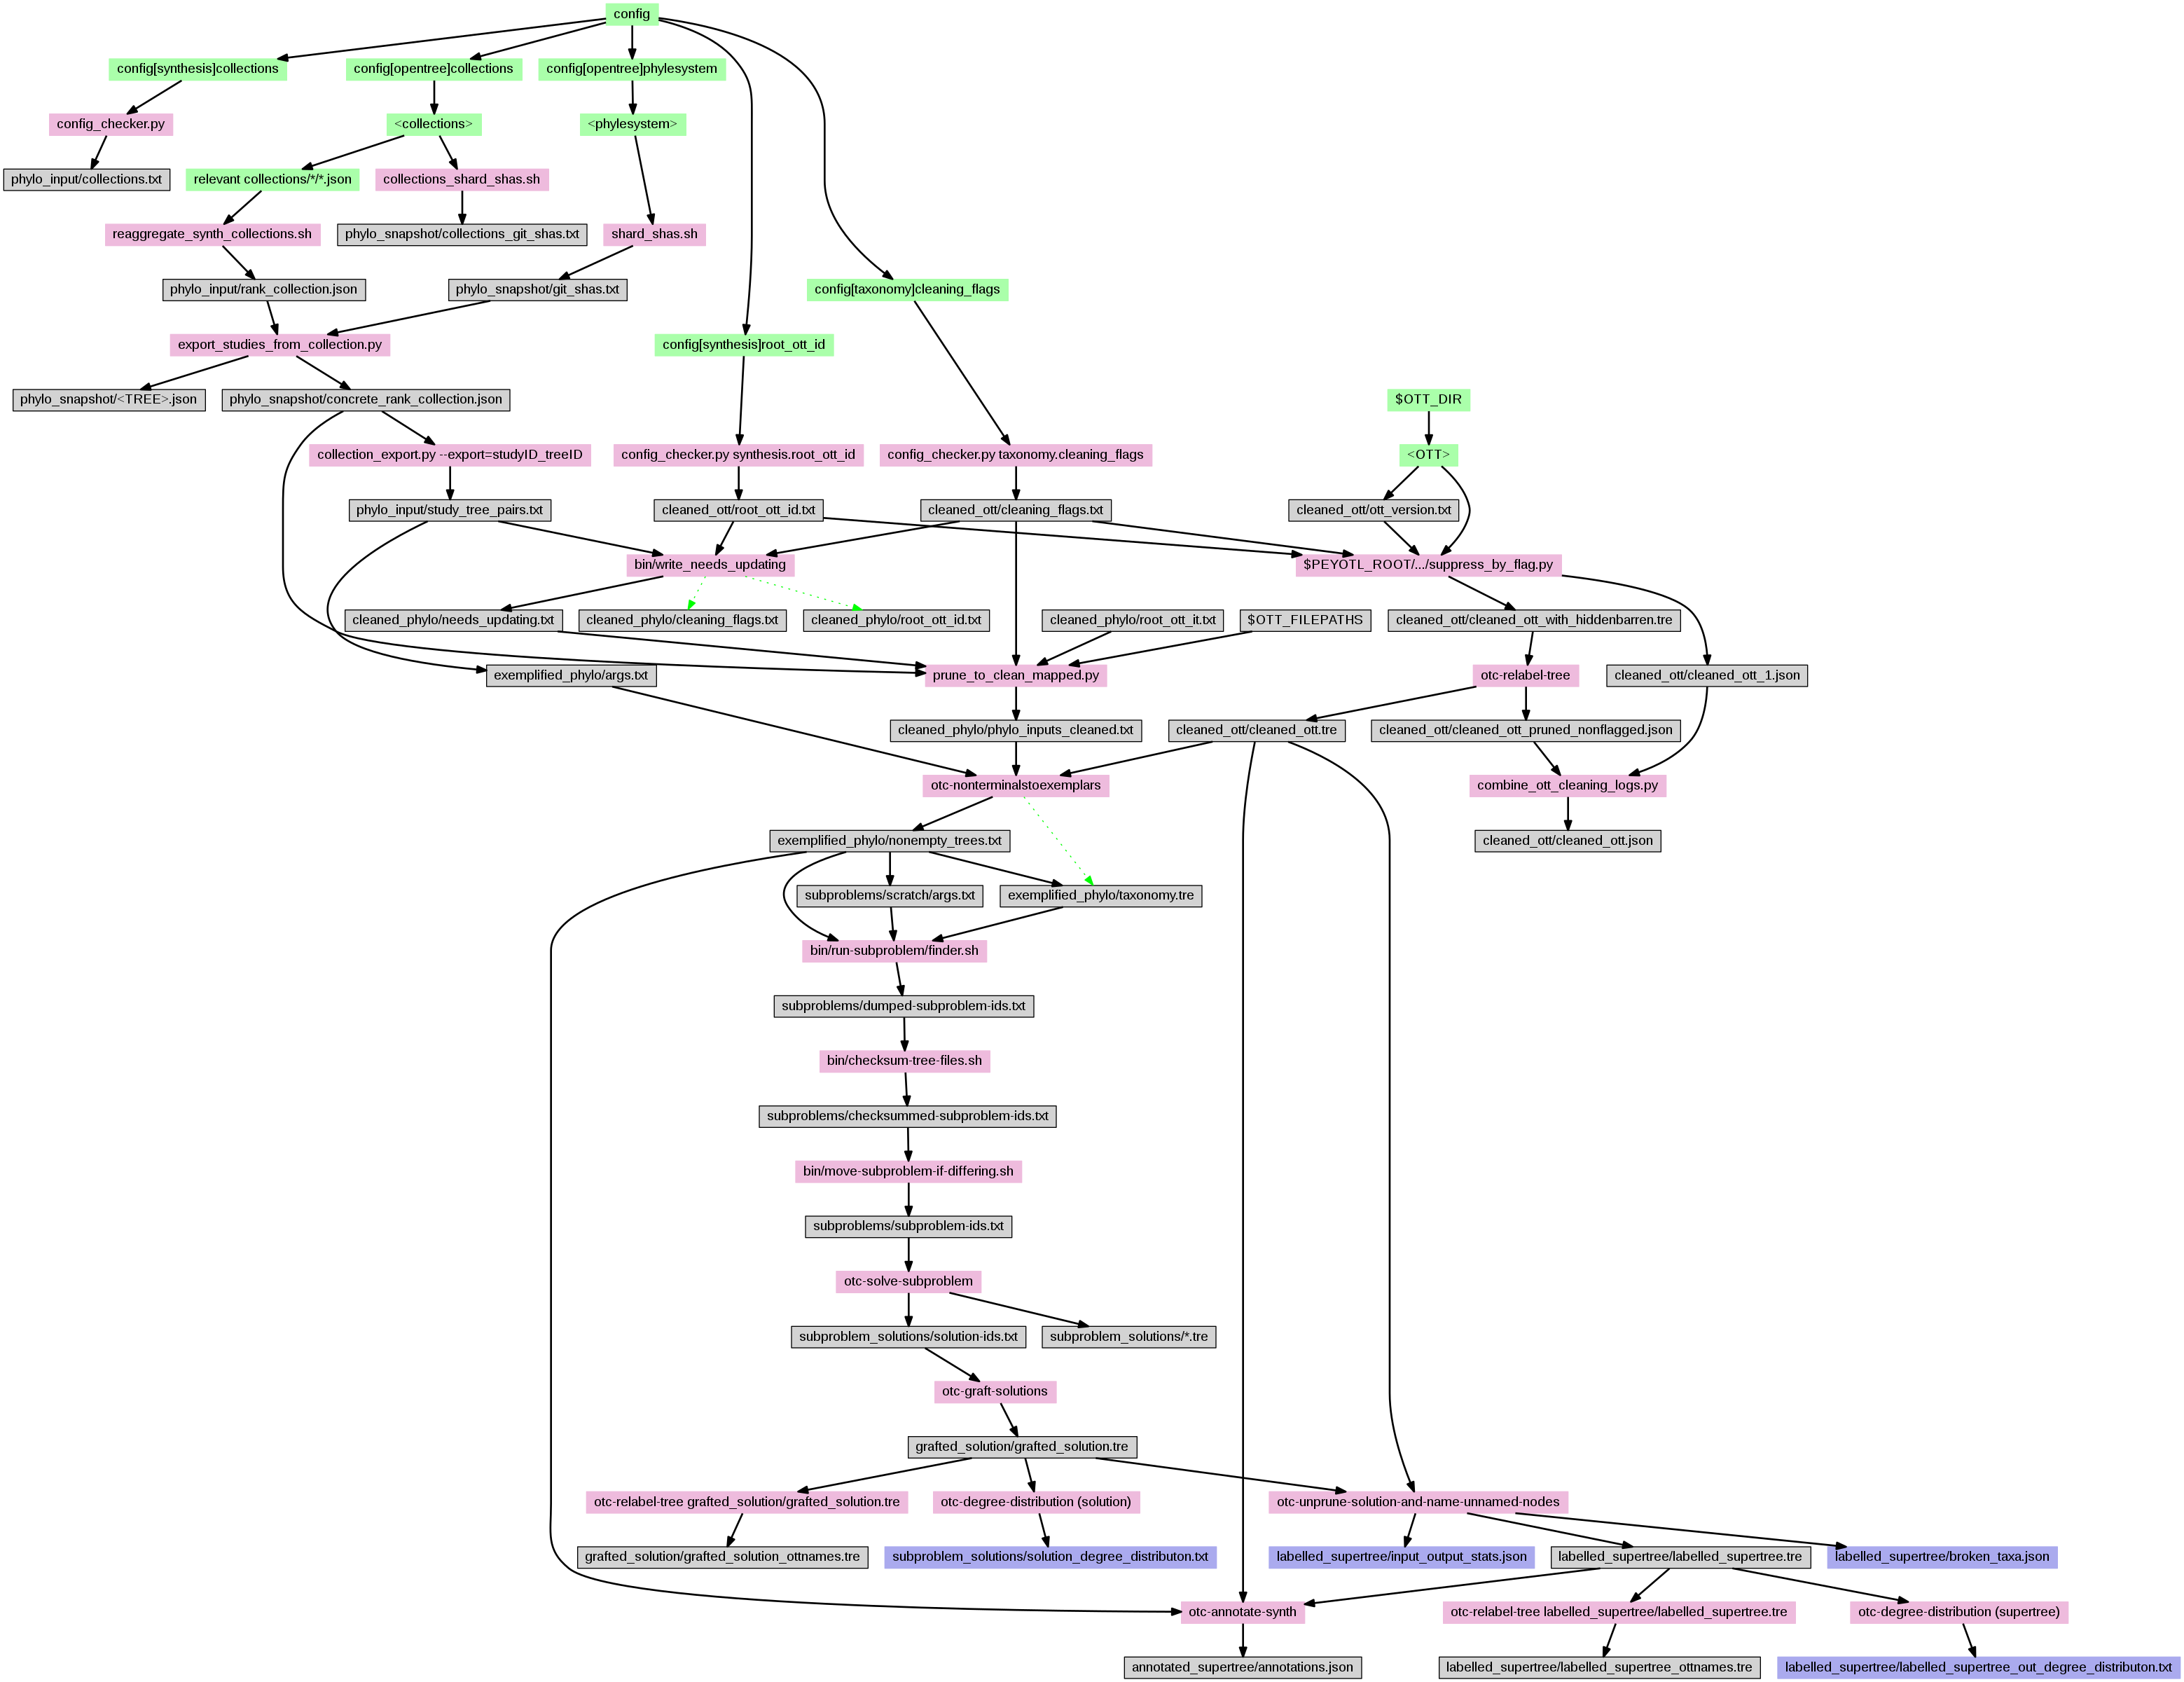 config
config[synthesis]collections
config[opentree]collections
config[opentree]phylesystem
config_checker.py
<collections>
<phylesystem>
phylo_input/collections.txt
relevant collections/*/*.json
collections_shard_shas.sh
reaggregate_synth_collections.sh
phylo_snapshot/collections_git_shas.txt
shard_shas.sh
phylo_input/rank_collection.json
phylo_snapshot/git_shas.txt
config[taxonomy]cleaning_flags
export_studies_from_collection.py
config[synthesis]root_ott_id
phylo_snapshot/<TREE>.json
phylo_snapshot/concrete_rank_collection.json
$OTT_DIR
collection_export.py --export=studyID_treeID
config_checker.py synthesis.root_ott_id
config_checker.py taxonomy.cleaning_flags
<OTT>
phylo_input/study_tree_pairs.txt
cleaned_ott/root_ott_id.txt
cleaned_ott/cleaning_flags.txt
cleaned_ott/ott_version.txt
bin/write_needs_updating
$PEYOTL_ROOT/.../suppress_by_flag.py
cleaned_phylo/needs_updating.txt
cleaned_phylo/cleaning_flags.txt
cleaned_phylo/root_ott_id.txt
cleaned_phylo/root_ott_it.txt
$OTT_FILEPATHS
cleaned_ott/cleaned_ott_with_hiddenbarren.tre
exemplified_phylo/args.txt
prune_to_clean_mapped.py
otc-relabel-tree
cleaned_ott/cleaned_ott_1.json
cleaned_phylo/phylo_inputs_cleaned.txt
cleaned_ott/cleaned_ott.tre
cleaned_ott/cleaned_ott_pruned_nonflagged.json
otc-nonterminalstoexemplars
combine_ott_cleaning_logs.py
exemplified_phylo/nonempty_trees.txt
cleaned_ott/cleaned_ott.json
subproblems/scratch/args.txt
exemplified_phylo/taxonomy.tre
bin/run-subproblem/finder.sh
subproblems/dumped-subproblem-ids.txt
bin/checksum-tree-files.sh
subproblems/checksummed-subproblem-ids.txt
bin/move-subproblem-if-differing.sh
subproblems/subproblem-ids.txt
otc-solve-subproblem
subproblem_solutions/solution-ids.txt
subproblem_solutions/*.tre
otc-graft-solutions
grafted_solution/grafted_solution.tre
otc-relabel-tree grafted_solution/grafted_solution.tre
otc-degree-distribution (solution)
otc-unprune-solution-and-name-unnamed-nodes
grafted_solution/grafted_solution_ottnames.tre
subproblem_solutions/solution_degree_distributon.txt
labelled_supertree/input_output_stats.json
labelled_supertree/labelled_supertree.tre
labelled_supertree/broken_taxa.json
otc-annotate-synth
otc-relabel-tree labelled_supertree/labelled_supertree.tre
otc-degree-distribution (supertree)
annotated_supertree/annotations.json
labelled_supertree/labelled_supertree_ottnames.tre
labelled_supertree/labelled_supertree_out_degree_distributon.txt